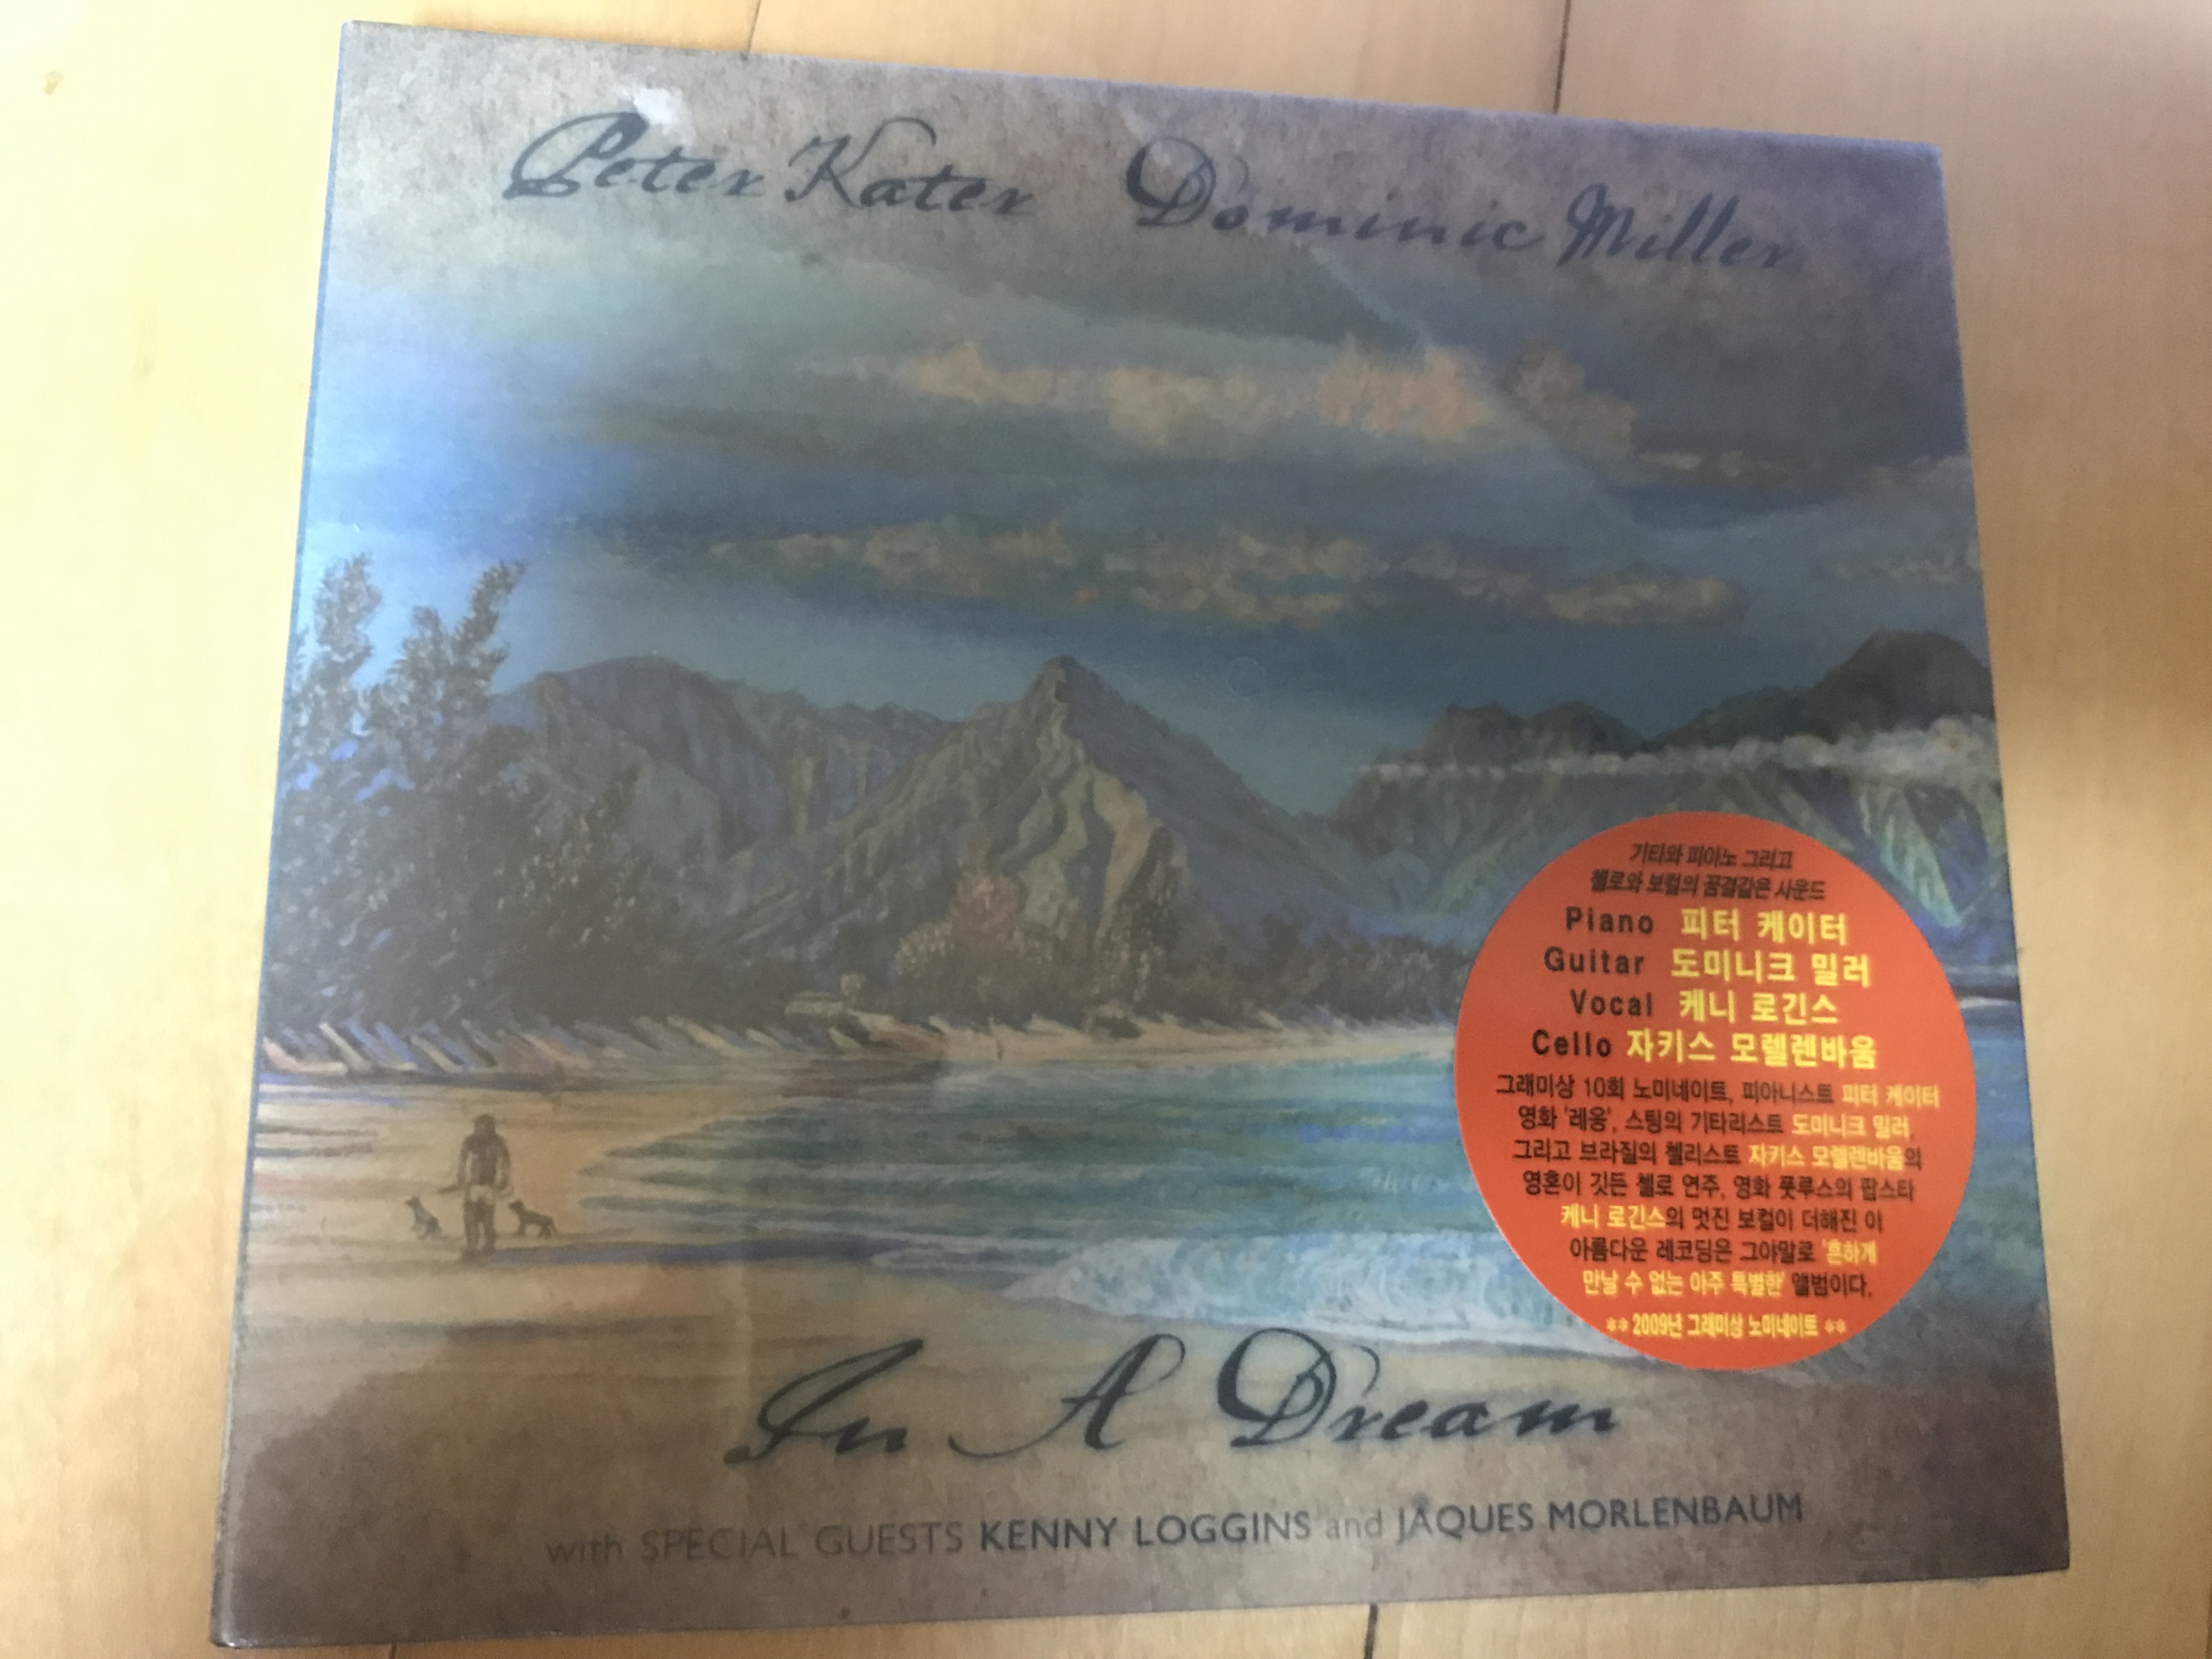 Peter Kater Dominic Miller
기타와 피아노 그리고
첼로와 보컬의 꿈결같은 사운드
Piano 피터 케이터
Guitar 도미니크 밀러
Vocal 케니 로긴스
Cello 자키스 모렐렌바움
그래미상 10회 노미네이트, 피아니스트 피터 케이터
영화 '레옹', 스팅의 기타리스트 도미니크 밀러,
그리고 브라질의 첼리스트 자키스 모렐렌바움의
영혼이 깃든 첼로 연주, 영화 풋루스의 팝스타
케니 로긴스의 멋진 보컬이 더해진 이
아름다운 레코딩은 그야말로 '흔하게
만날 수 없는 아주 특별한' 앨범이다.
** 2009년 그래미상 노미네이트 **
In A Dream
with SPECIAL GUESTS KENNY LOGGINS and JAQUES MORLENBAUM